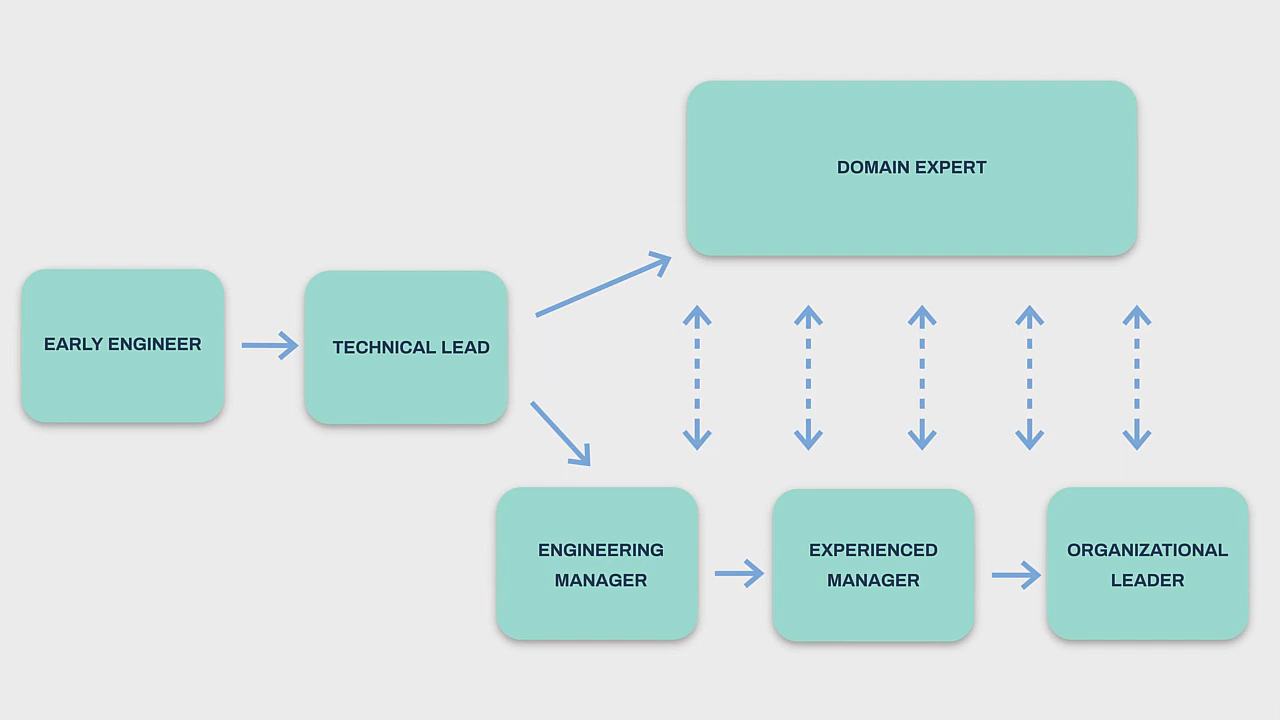 DOMAIN EXPERT
EARLY ENGINEER
TECHNICAL LEAD
ENGINEERING
MANAGER
EXPERIENCED
MANAGER
ORGANIZATIONAL
LEADER